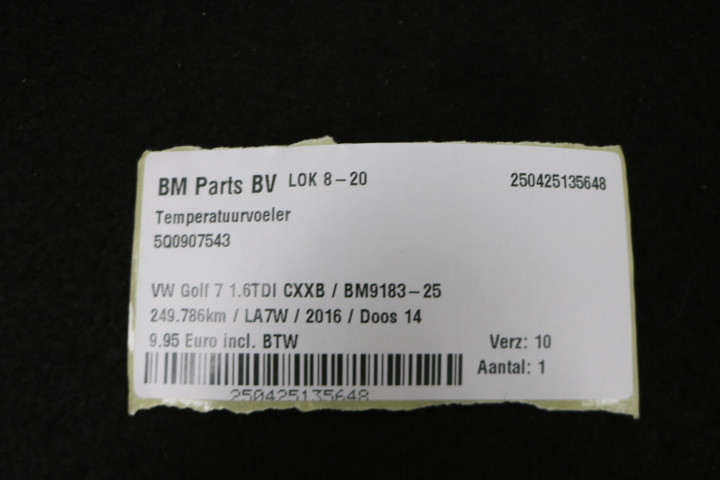 BM Parts BV LOK 8-20 250425135648
Temperatuurvoeler
5Q0907543
VW Golf 7 1.6TDI CXXB / BM9183-25
249.786km / LA7W / 2016 / Doos 14
9.95 Euro incl. BTW Verz: 10
Aantal: 1
250425135648